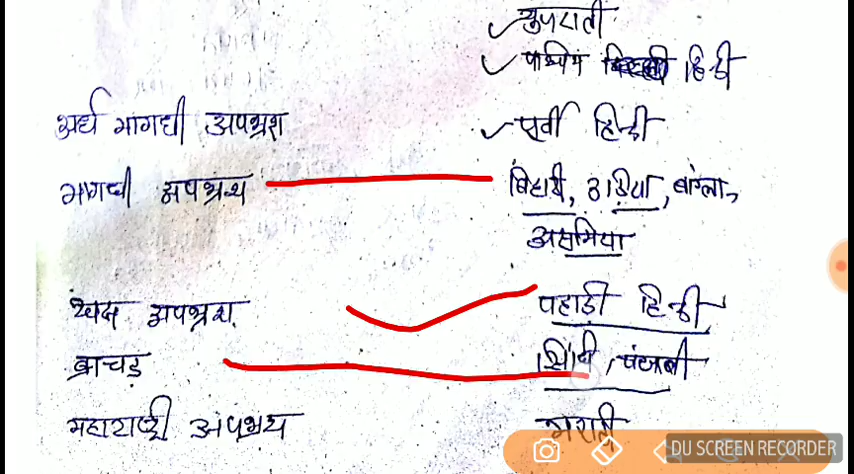 गुजराती
पश्चिम हिन्दी
अर्ध मागधी अपभ्रंश पूर्वी हिन्दी
मागधी अपभ्रंश बिहारी, उड़िया, बांग्ला,
असमिया
खस अपभ्रंश पहाड़ी हिन्दी
ब्राचड़ सिंधी, पंजाबी
महाराष्ट्री अपभ्रंश मराठी
DU SCREEN RECORDER